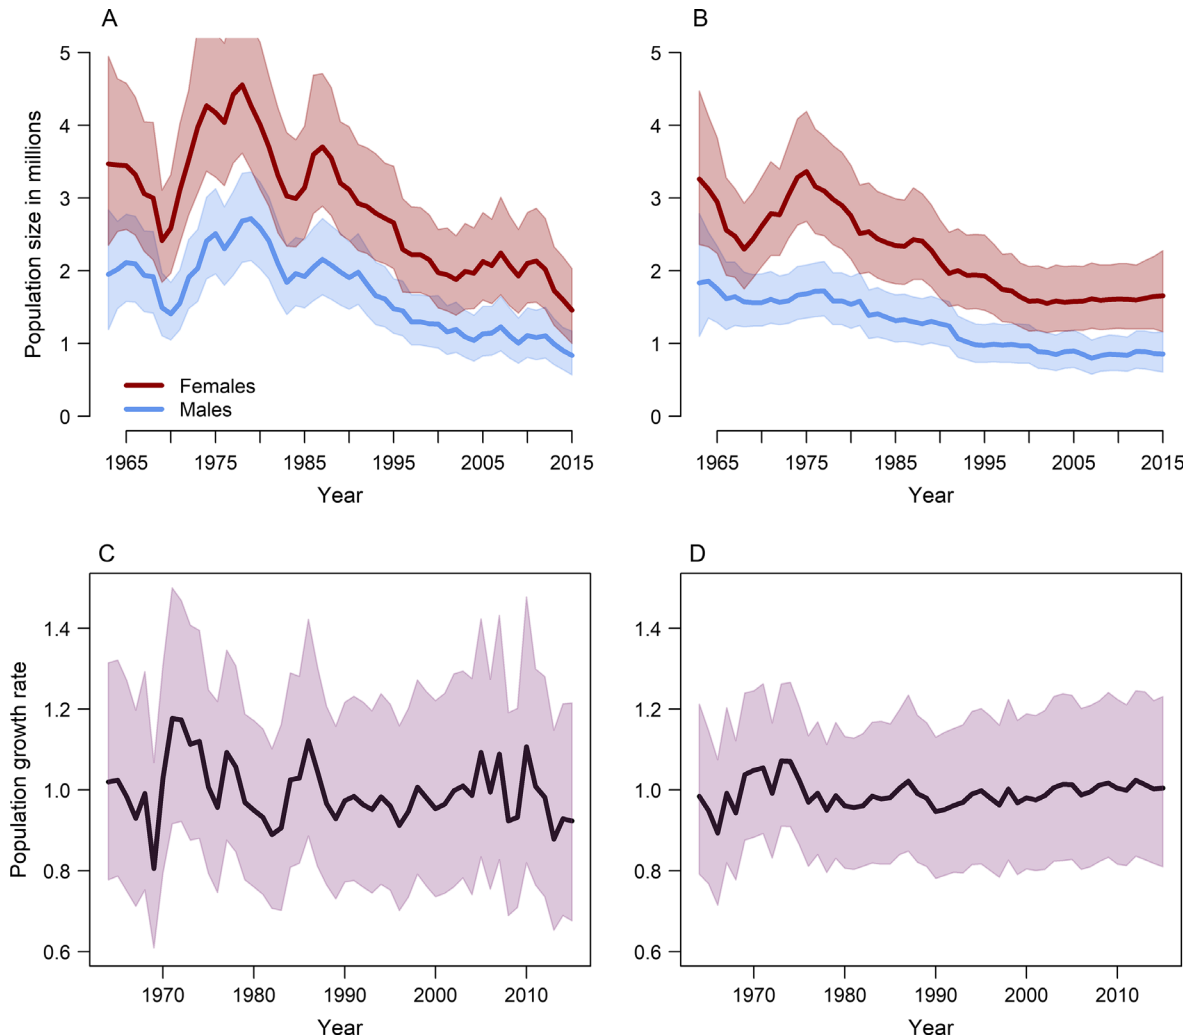 A
B
Population size in millions
5
4
3
2
1
0
Females
Males
1965 1975 1985 1995 2005 2015
Year
5
4
3
2
1
0
1965 1975 1985 1995 2005 2015
Year
C
D
Population growth rate
1.4
1.2
1.0
0.8
0.6
1970 1980 1990 2000 2010
Year
1.4
1.2
1.0
0.8
0.6
1970 1980 1990 2000 2010
Year